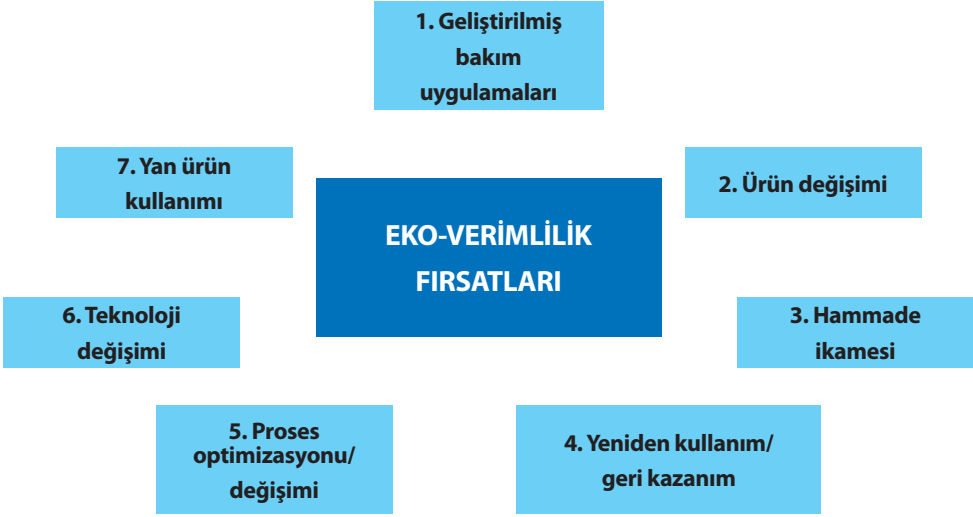 1. Geliştirilmiş
bakım
uygulamaları
7. Yan ürün
kullanımı
2. Ürün değişimi
EKO-VERİMLİLİK
FIRSATLARI
6. Teknoloji
değişimi
3. Hammade
ikamesi
5. Proses
optimizasyonu/
değişimi
4. Yeniden kullanım/
geri kazanım